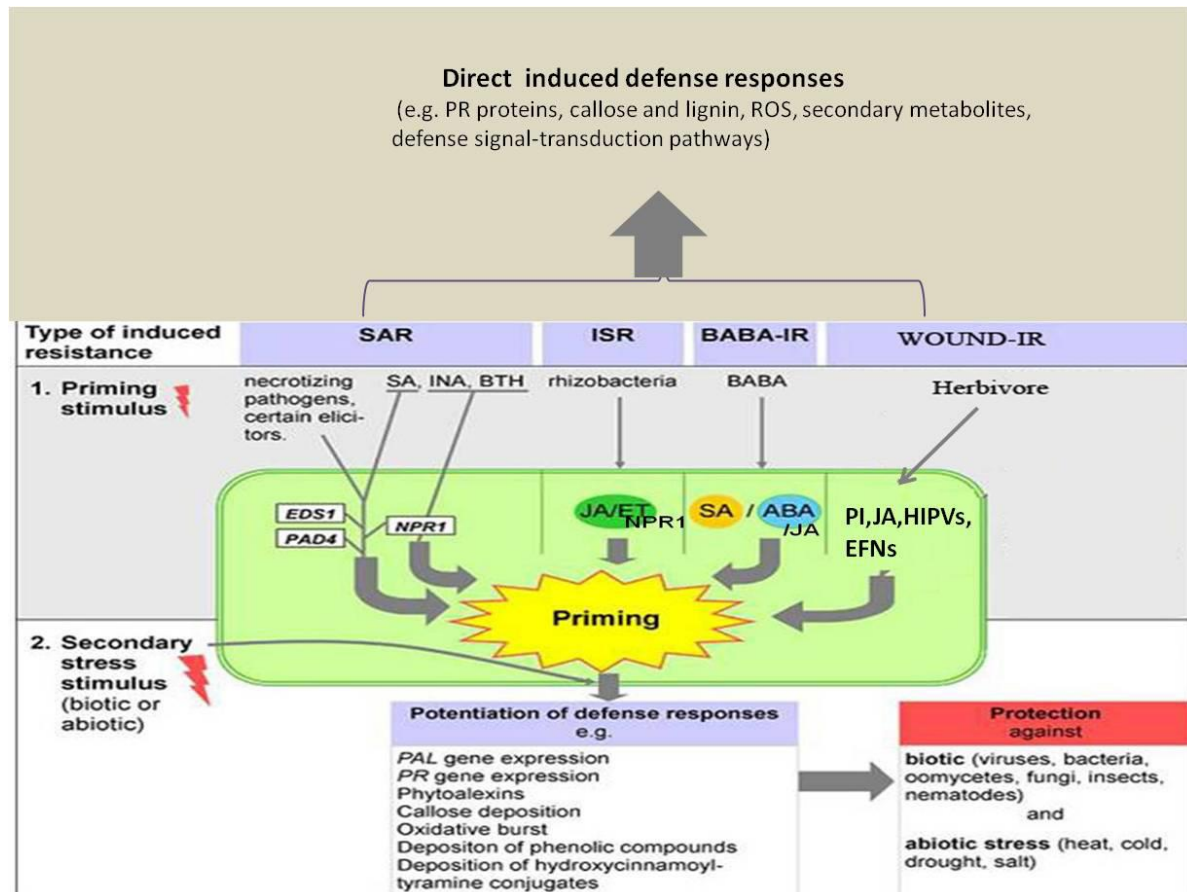 Direct induced defense responses
(e.g. PR proteins, callose and lignin, ROS, secondary metabolites,
defense signal-transduction pathways)
Type of induced
resistance
SAR
ISR
BABA-IR
WOUND-IR
1. Priming
stimulus
necrotizing
pathogens,
certain elici-
tors.
SA, INA, BTH
rhizobacteria
BABA
Herbivore
EDS1
PAD4
NPR1
JA/ET
NPR1
SA / ABA
/JA
PI,JA,HIPVs,
EFNs
Priming
2. Secondary
stress
stimulus
(biotic or
abiotic)
Potentiation of defense responses
e.g.
PAL gene expression
PR gene expression
Phytoalexins
Callose deposition
Oxidative burst
Depositon of phenolic compounds
Deposition of hydroxycinnamoyl-
tyramine conjugates
Protection
against
biotic (viruses, bacteria,
oomycetes, fungi, insects,
nematodes)
and
abiotic stress (heat, cold,
drought, salt)